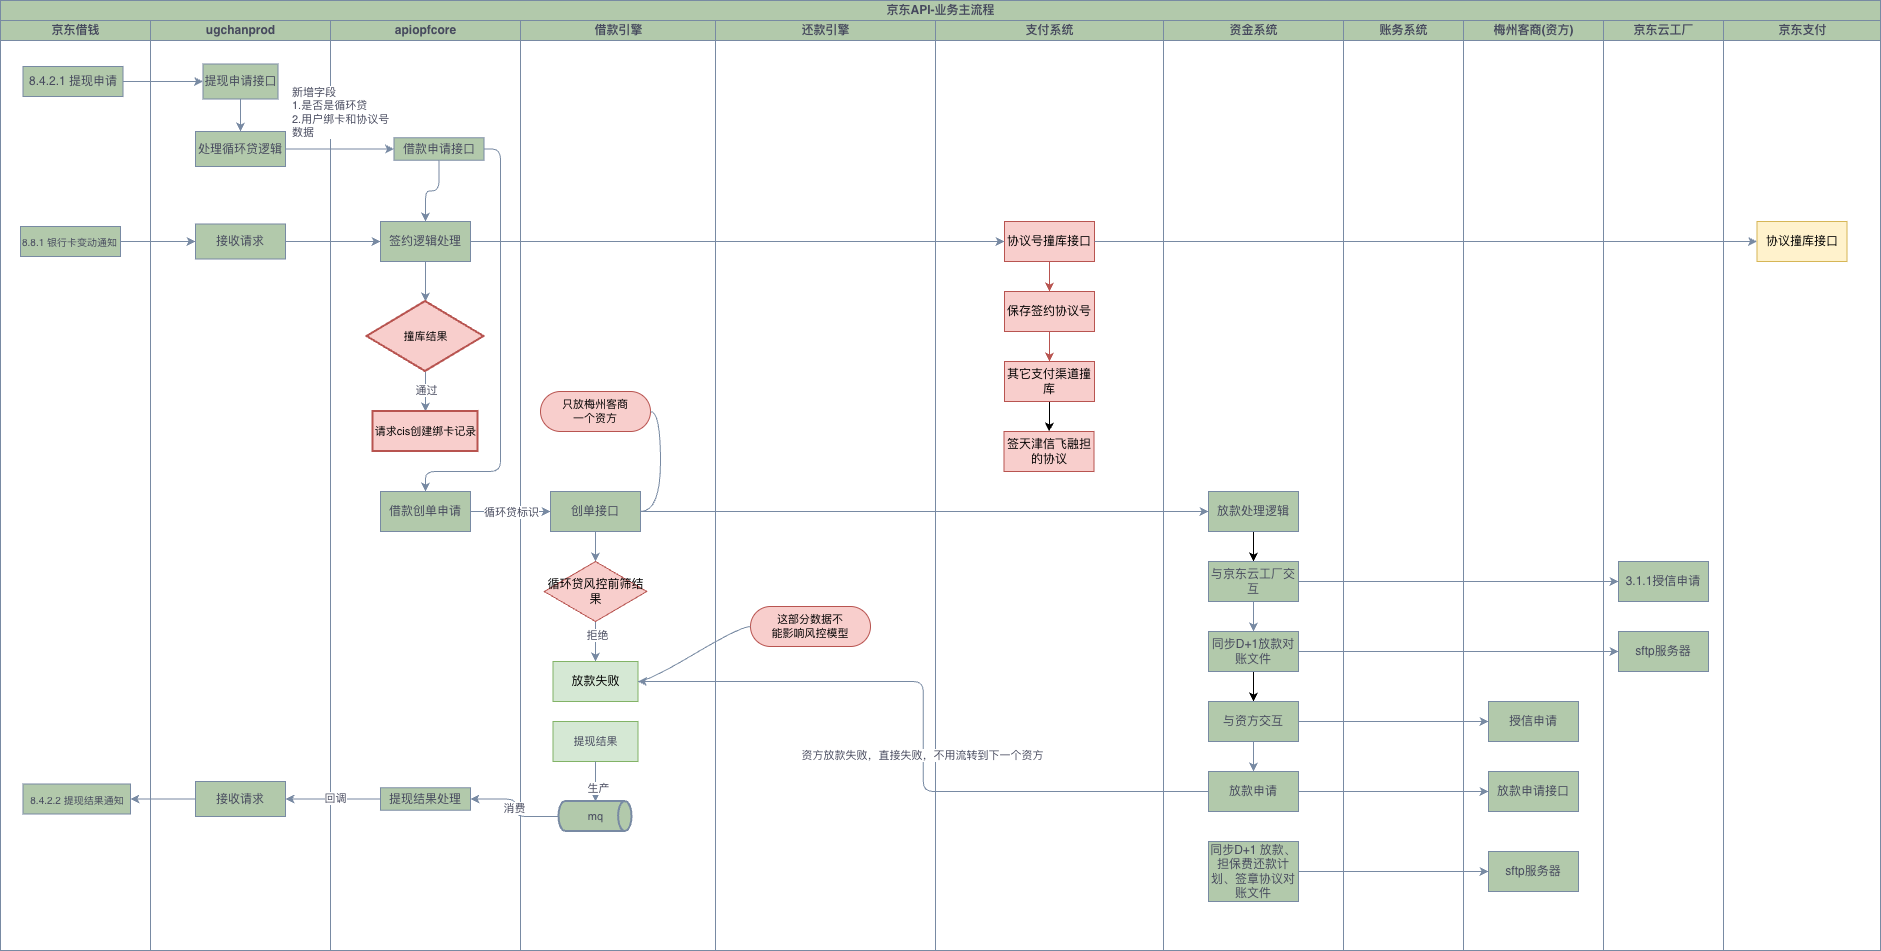 京东API-业务主流程
京东借钱
ugchanprod
apiopfcore
借款引擎
还款引擎
支付系统
资金系统
账务系统
梅州客商(资方)
京东云工厂
京东支付
8.4.2.1 提现申请
提现申请接口
新增字段
1.是否是循环贷
2.用户绑卡和协议号
数据
处理循环贷逻辑
借款申请接口
8.8.1 银行卡变动通知
接收请求
签约逻辑处理
协议号撞库接口
协议撞库接口
保存签约协议号
撞库结果
其它支付渠道撞
库
通过
只放梅州客商
一个资方
请求cis创建绑卡记录
签天津信飞融担
的协议
借款创单申请
循环贷标识
创单接口
放款处理逻辑
循环贷风控前筛结
果
与京东云工厂交
互
3.1.1授信申请
拒绝
这部分数据不
能影响风控模型
同步D+1放款对
账文件
sftp服务器
放款失败
与资方交互
授信申请
提现结果
资方放款失败，直接失败，不用流转到下一个资方
生产
8.4.2.2 提现结果通知
接收请求
回调
提现结果处理
消费
mq
放款申请
放款申请接口
同步D+1 放款、
担保费还款计
划、签章协议对
账文件
sftp服务器